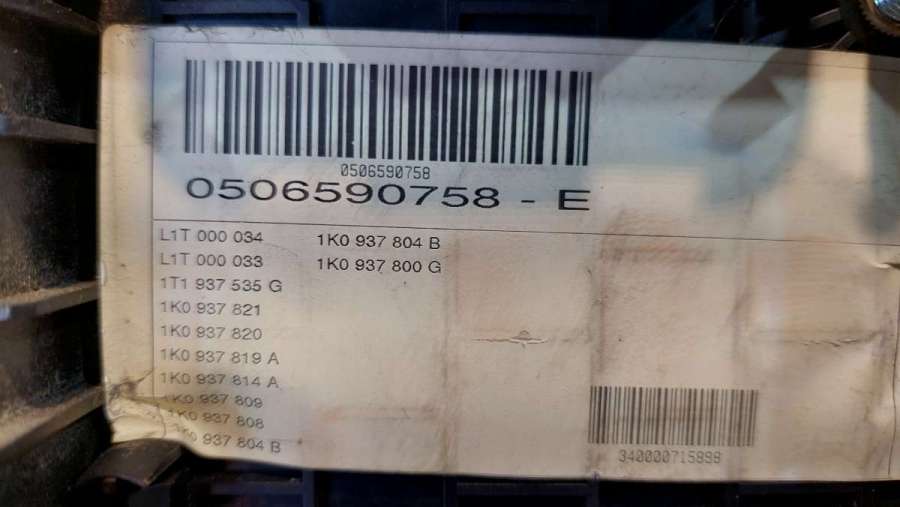 0506590758
0506590758 - E
L1T 000 034
L1T 000 033
1T1 937 535 G
1K0 937 821
1K0 937 820
1K0 937 819 A
1K0 937 814 A
1K0 937 809
1K0 937 808
1K0 937 804 B
1K0 937 804 B
1K0 937 800 G
340000715998